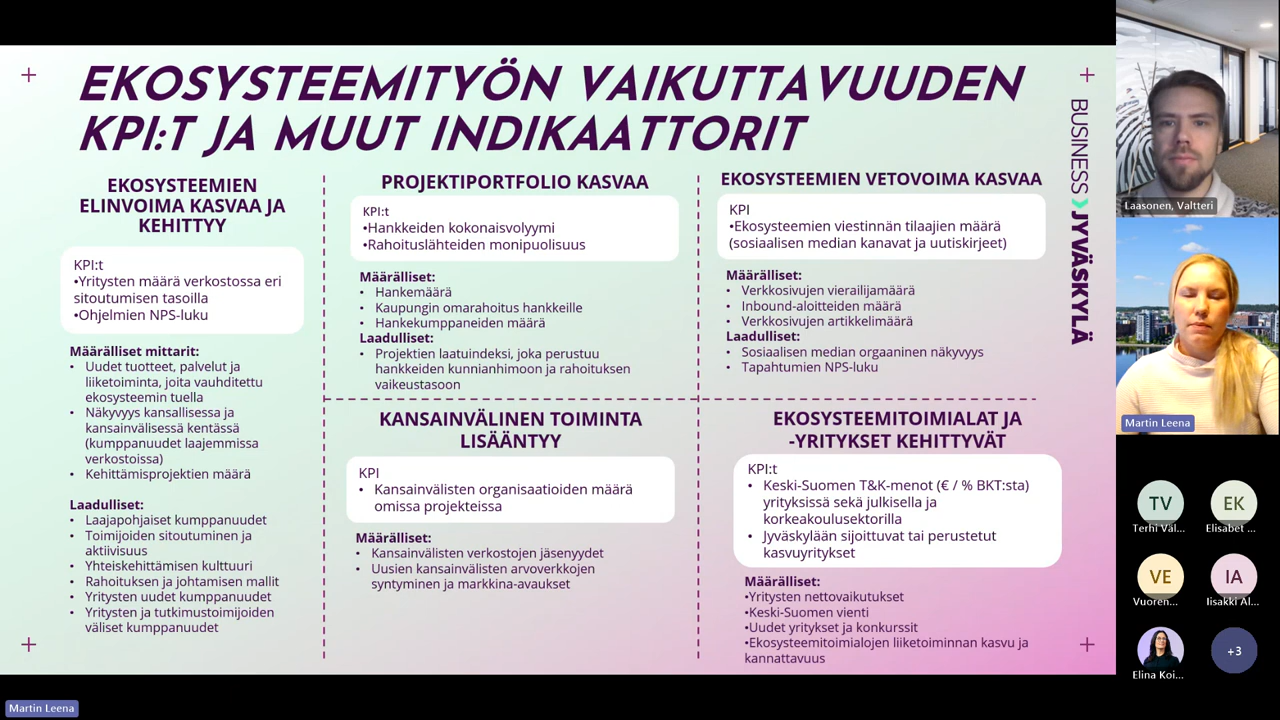 EKOSYSTEEMITYÖN VAIKUTTAVUUDEN
KPI:T JA MUUT INDIKAATTORIT
EKOSYSTEEMIEN
ELINVOIMA KASVAA JA
KEHITTYY
KPI:t
•Yritysten määrä verkostossa eri
sitoutumisen tasoilla
•Ohjelmien NPS-luku
Määrälliset mittarit:
• Uudet tuotteet, palvelut ja
liiketoiminta, joita vauhditettu
ekosysteemin tuella
• Näkyvyys kansallisessa ja
kansainvälisessä kentässä
(kumppanuudet laajemmissa
verkostoissa)
• Kehittämisprojektien määrä
Laadulliset:
• Laajapohjaiset kumppanuudet
• Toimijoiden sitoutuminen ja
aktiivisuus
• Yhteiskehittämisen kulttuuri
• Rahoituksen ja johtamisen mallit
• Yritysten uudet kumppanuudet
• Yritysten ja tutkimustoimijoiden
väliset kumppanuudet
PROJEKTIPORTFOLIO KASVAA
KPI:t
•Hankkeiden kokonaisvolyymi
•Rahoituslähteiden monipuolisuus
Määrälliset:
• Hankemäärä
• Kaupungin omarahoitus hankkeille
• Hankekumppaneiden määrä
Laadulliset:
• Projektien laatuindeksi, joka perustuu
hankkeiden kunnianhimoon ja rahoituksen
vaikeustasoon
EKOSYSTEEMIEN VETOVOIMA KASVAA
KPI
•Ekosysteemien viestinnän tilaajien määrä
(sosiaalisen median kanavat ja uutiskirjeet)
Määrälliset:
• Verkkosivujen vierailijamäärä
• Inbound-aloitteiden määrä
• Verkkosivujen artikkelimäärä
Laadulliset:
• Sosiaalisen median orgaaninen näkyvyys
• Tapahtumien NPS-luku
KANSAINVÄLINEN TOIMINTA
LISÄÄNTYY
KPI
• Kansainvälisten organisaatioiden määrä
omissa projekteissa
Määrälliset:
• Kansainvälisten verkostojen jäsenyydet
• Uusien kansainvälisten arvoverkkojen
syntyminen ja markkina-avaukset
EKOSYSTEEMITOIMIALAT JA
-YRITYKSET KEHITTYVÄT
KPI:t
• Keski-Suomen T&K-menot (€ / % BKT:sta)
yrityksissä sekä julkisella ja
korkeakoulusektorilla
• Jyväskylään sijoittuvat tai perustetut
kasvuyritykset
Määrälliset:
•Yritysten nettovaikutukset
•Keski-Suomen vienti
•Uudet yritykset ja konkurssit
•Ekosysteemitoimialojen liiketoiminnan kasvu ja
kannattavuus
BUSINESS JYVÄSKYLÄ
Laasonen, Valtteri
Martin Leena
TV
Terhi Väl...
EK
Elisabet ...
VE
Vuoren...
IA
Iisakki Al...
Elina Koi...
+3
Martin Leena